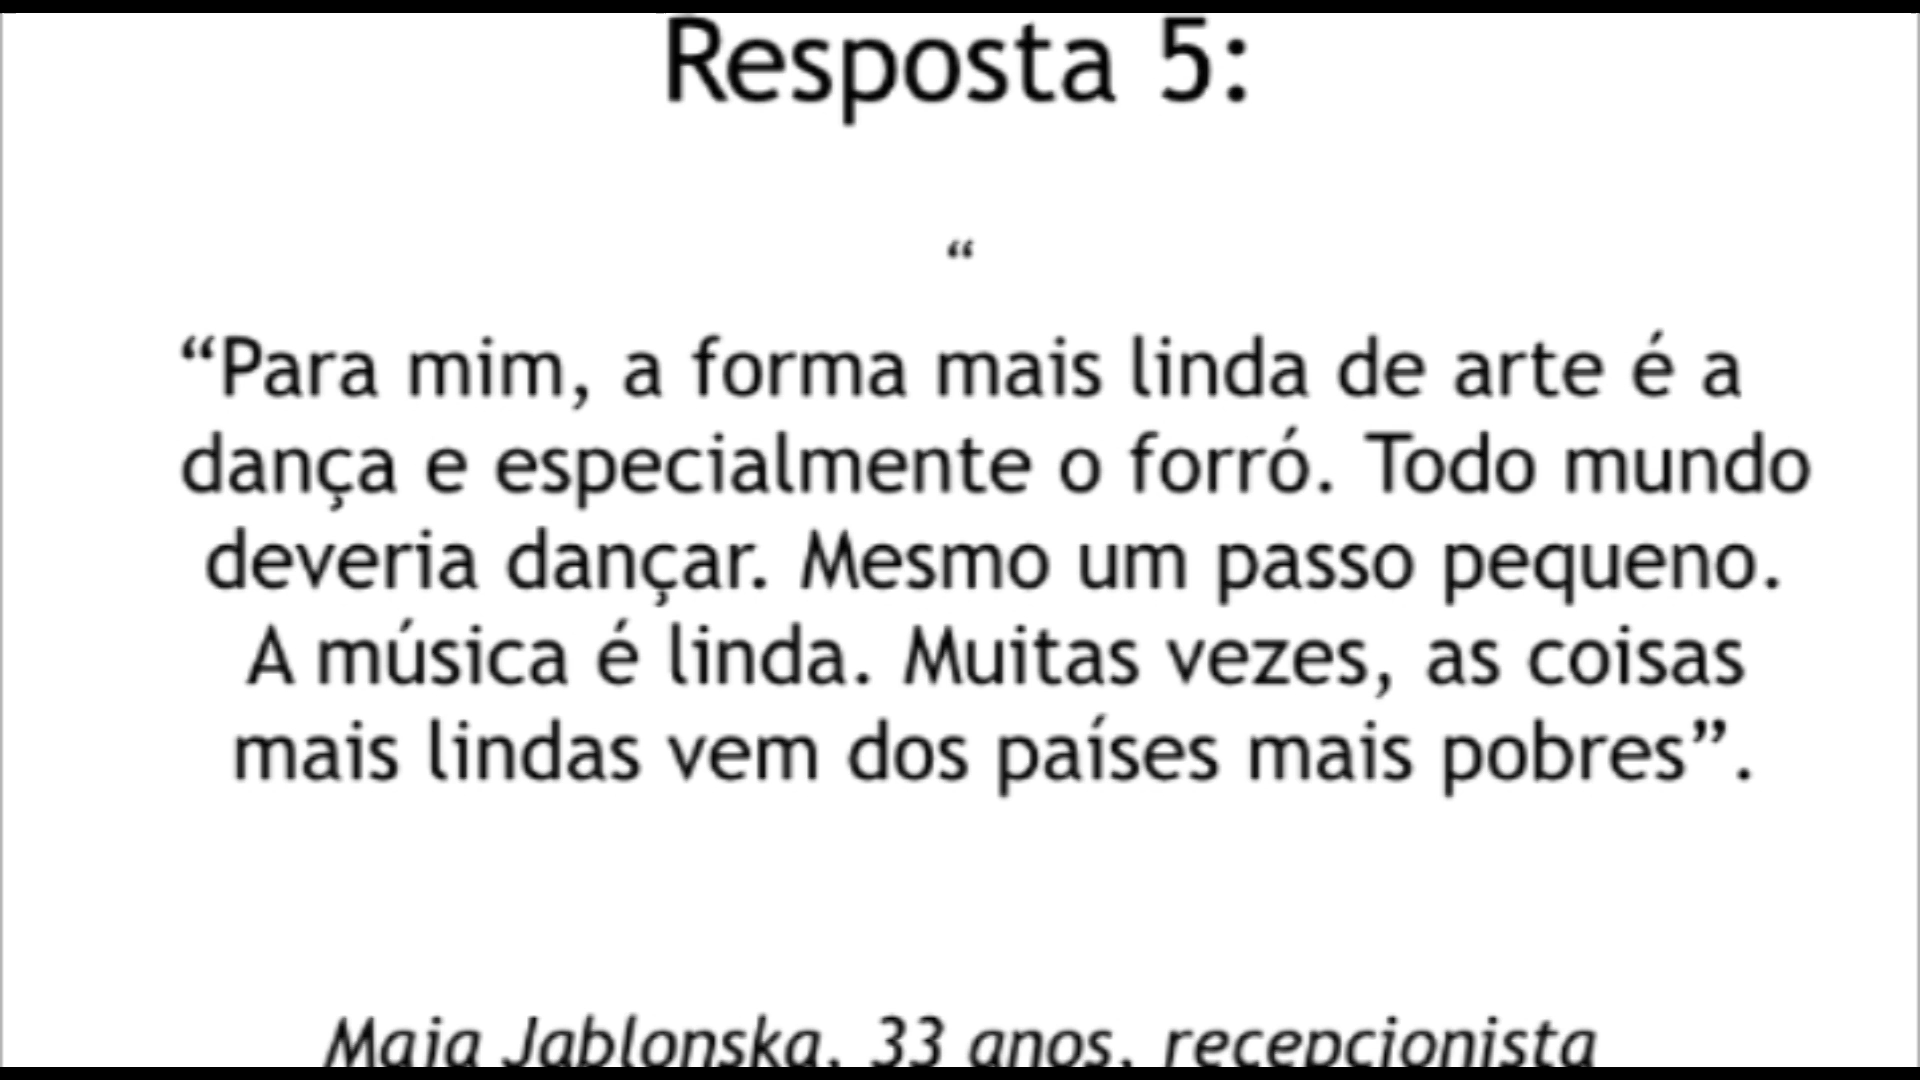 Resposta 5:
“
“Para mim, a forma mais linda de arte é a
dança e especialmente o forró. Todo mundo
deveria dançar. Mesmo um passo pequeno.
A música é linda. Muitas vezes, as coisas
mais lindas vem dos países mais pobres”.
Maja Jablonska, 33 anos, recepcionista